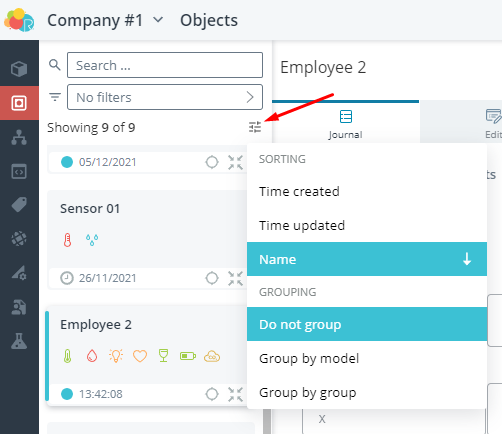 Company #1
Objects
Search ...
No filters
Showing 9 of 9
05/12/2021
Sensor 01
26/11/2021
Employee 2
13:42:08
Employee 2
Journal
Edit
SORTING
Time created
Time updated
Name
GROUPING
Do not group
Group by model
Group by group
X